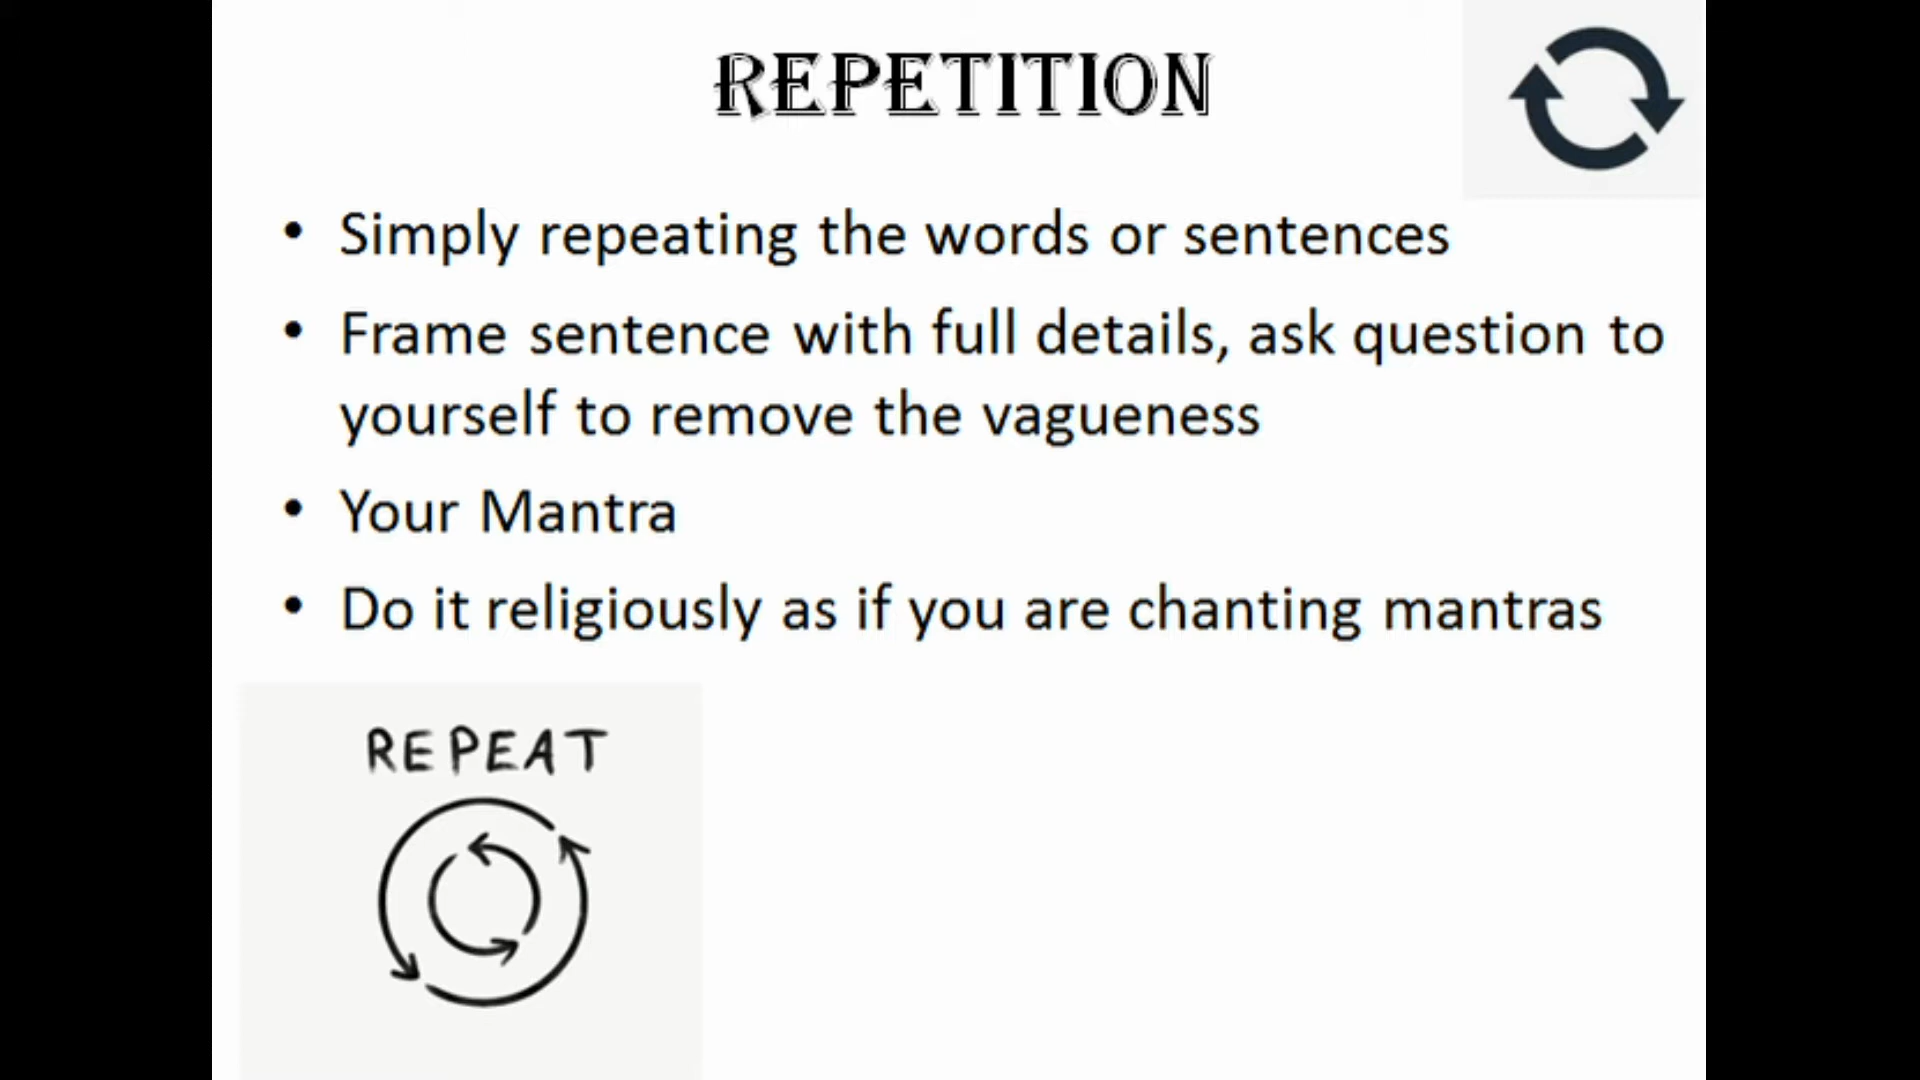 REPETITION
• Simply repeating the words or sentences
• Frame sentence with full details, ask question to
yourself to remove the vagueness
• Your Mantra
• Do it religiously as if you are chanting mantras
REPEAT